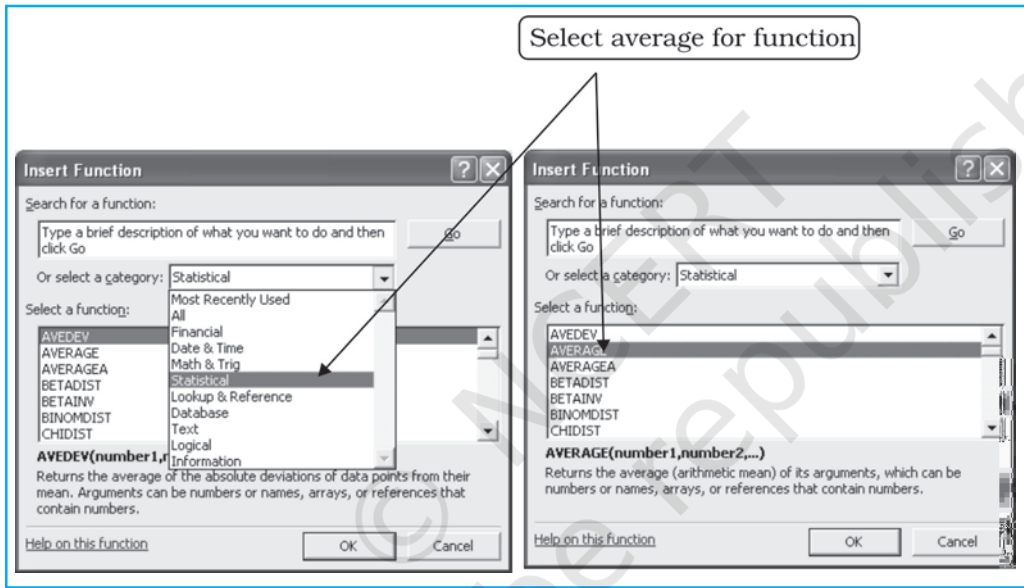 Select average for function
Insert Function
Search for a function:
Type a brief description of what you want to do and then
click Go
Go
Or select a category: Statistical
Most Recently Used
All
Financial
Date & Time
Math & Trig
Statistical
Lookup & Reference
Database
Text
Logical
Information
Select a function:
AVEDEV
AVERAGE
AVERAGEA
BETADIST
BETAINV
BINOMDIST
CHIDIST
AVEDEV(number1,
Returns the average of the absolute deviations of data points from their
mean. Arguments can be numbers or names, arrays, or references that
contain numbers.
Help on this function
OK
Cancel
Insert Function
Search for a function:
Type a brief description of what you want to do and then
click Go
Go
Or select a category: Statistical
Select a function:
AVEDEV
AVERAGE
AVERAGEA
BETADIST
BETAINV
BINOMDIST
CHIDIST
AVERAGE(number1,number2,...)
Returns the average (arithmetic mean) of its arguments, which can be
numbers or names, arrays, or references that contain numbers.
Help on this function
OK
Cancel
© NCERT
be republish